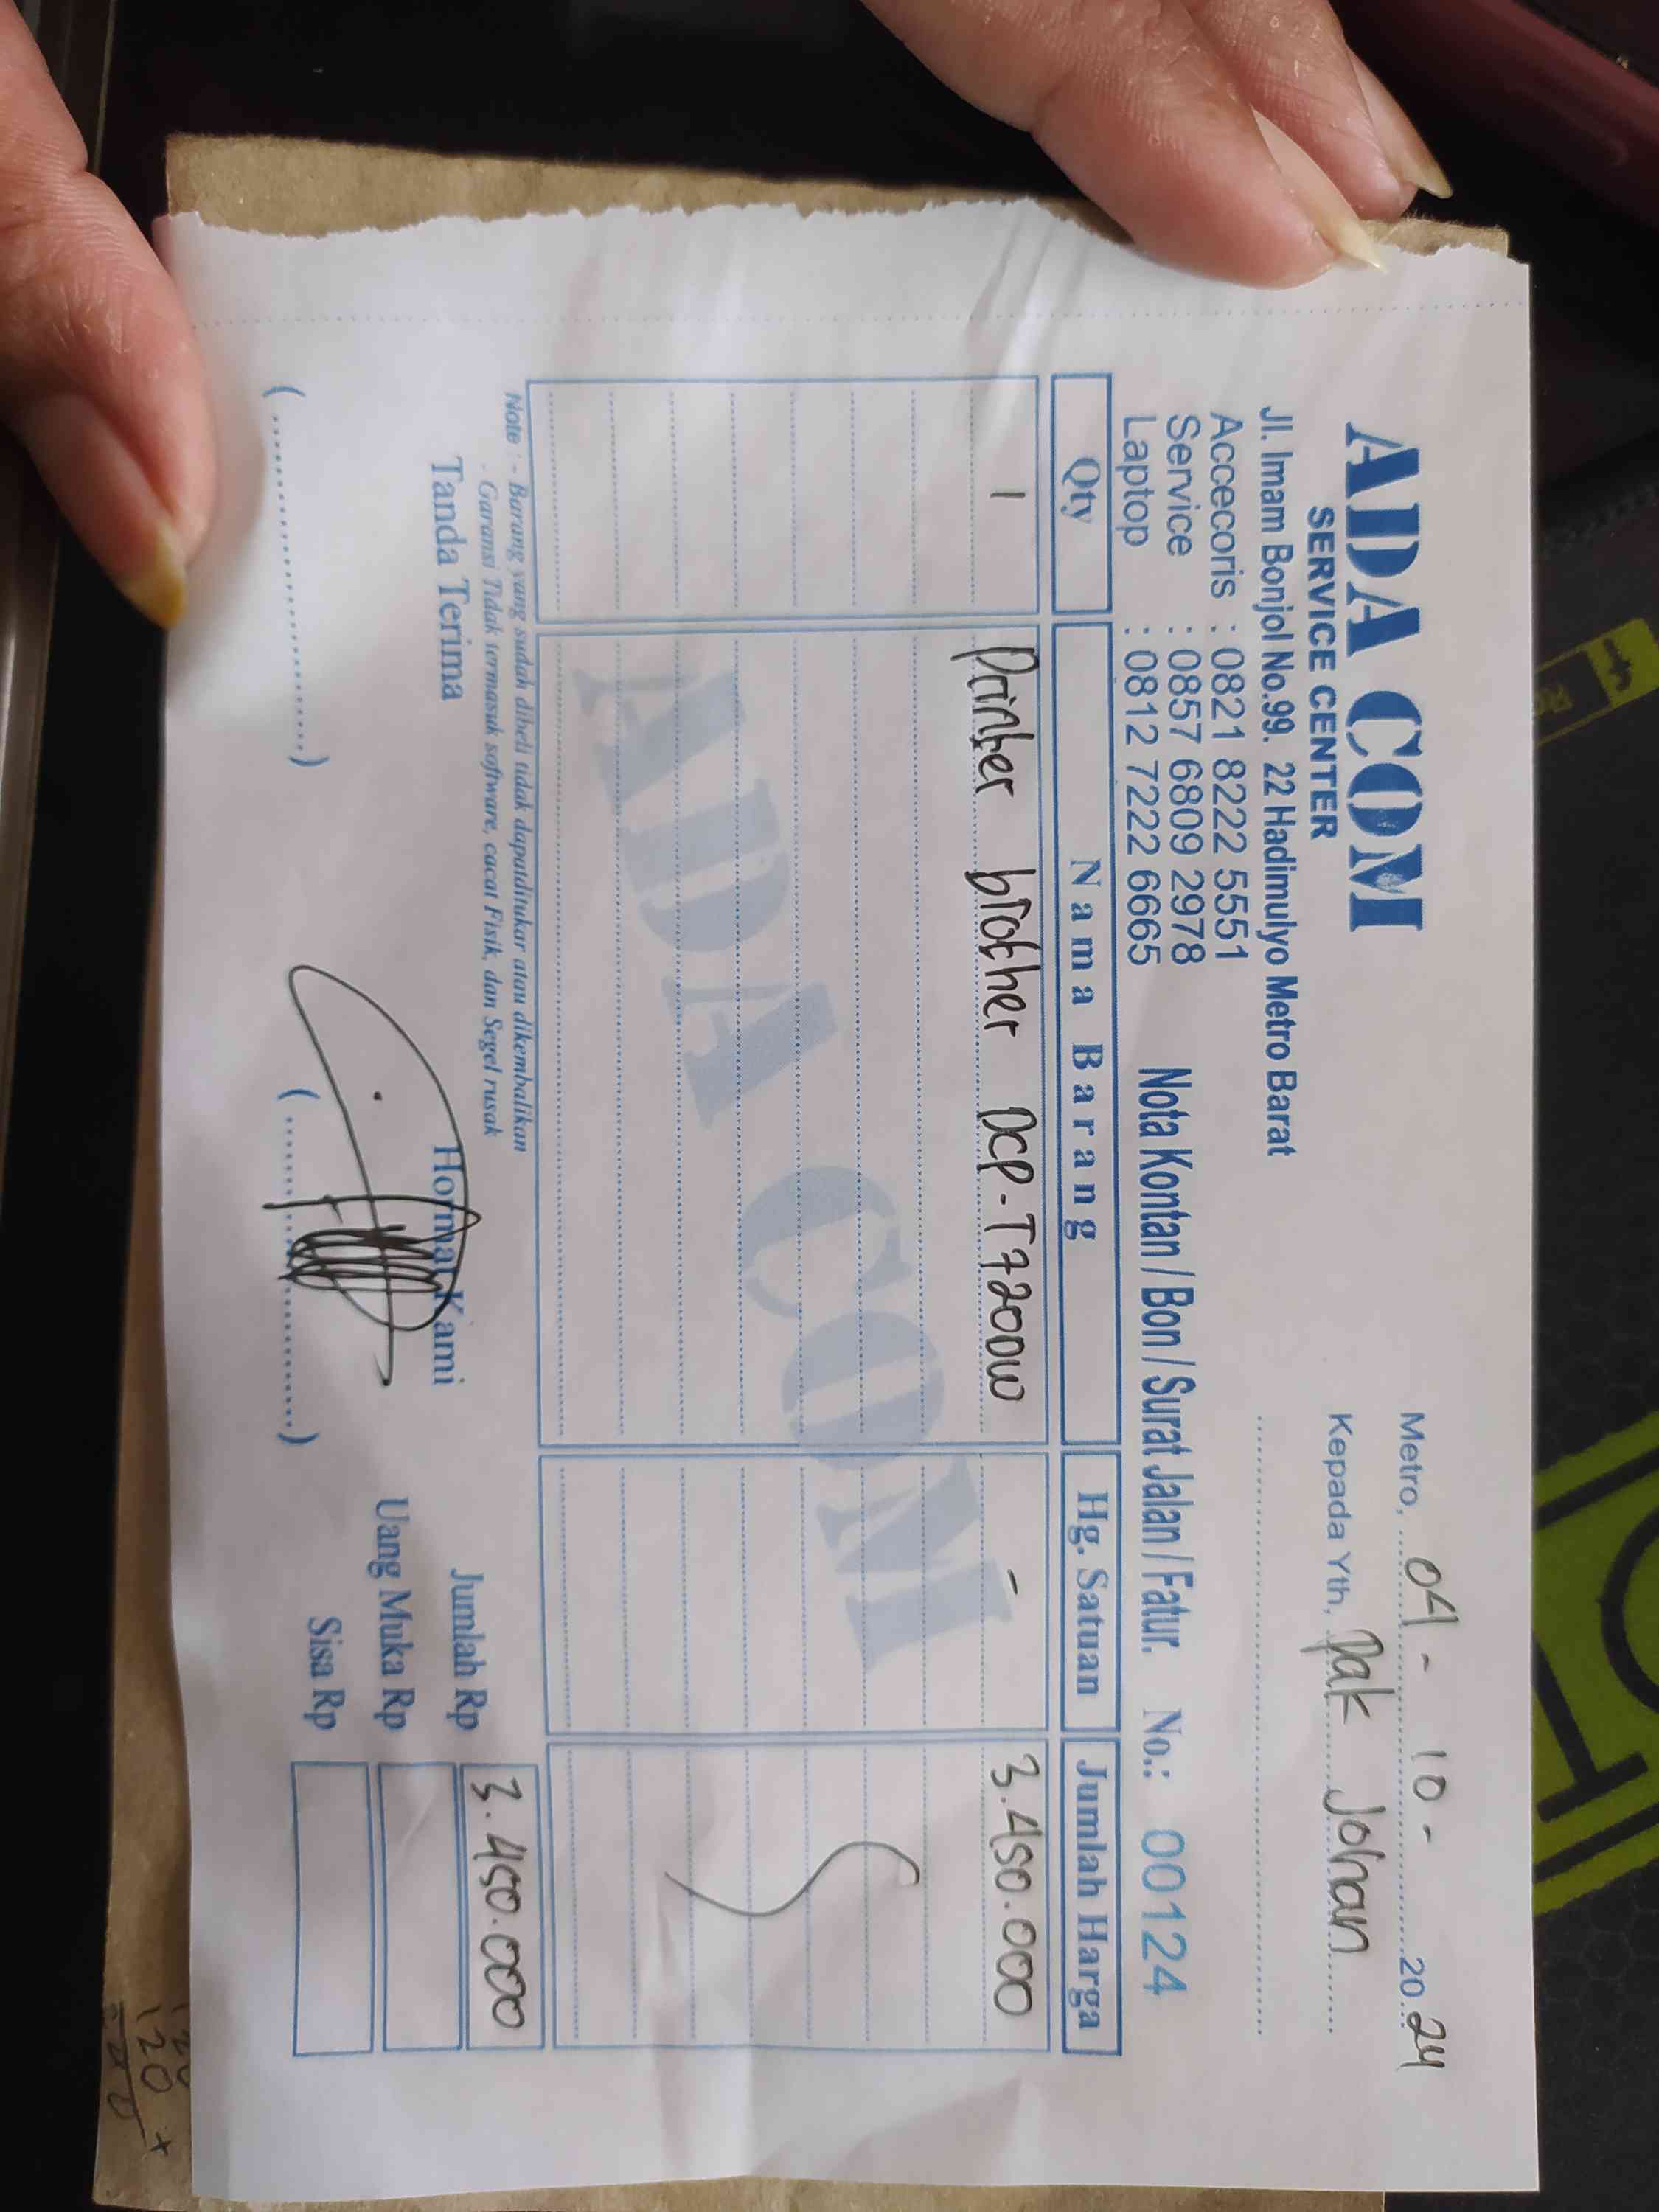 ADA COM
SERVICE CENTER
Jl. Imam Bonjol No.99. 22 Hadimulyo Metro Barat
Accecoris : 0821 8222 5551
Service : 0857 6809 2978
Laptop : 0812 7222 6665
Metro, 04 - 10 - 2024
Kepada Yth, Pak Johan
Nota Kontan / Bon / Surat Jalan / Fatur. No.: 00124
Qty Nama Barang Hg. Satuan Jumlah Harga
1 Printer brother DCP-T720DW - 3.450.000
ADA COM
Note : - Barang yang sudah dibeli tidak dapatditukar atau dikembalikan
- Garansi Tidak termasuk software, cacat Fisik, dan Segel rusak
Tanda Terima Hormat Kami
Jumlah Rp 3.450.000
Uang Muka Rp
Sisa Rp
(....................) (....................)
120 x